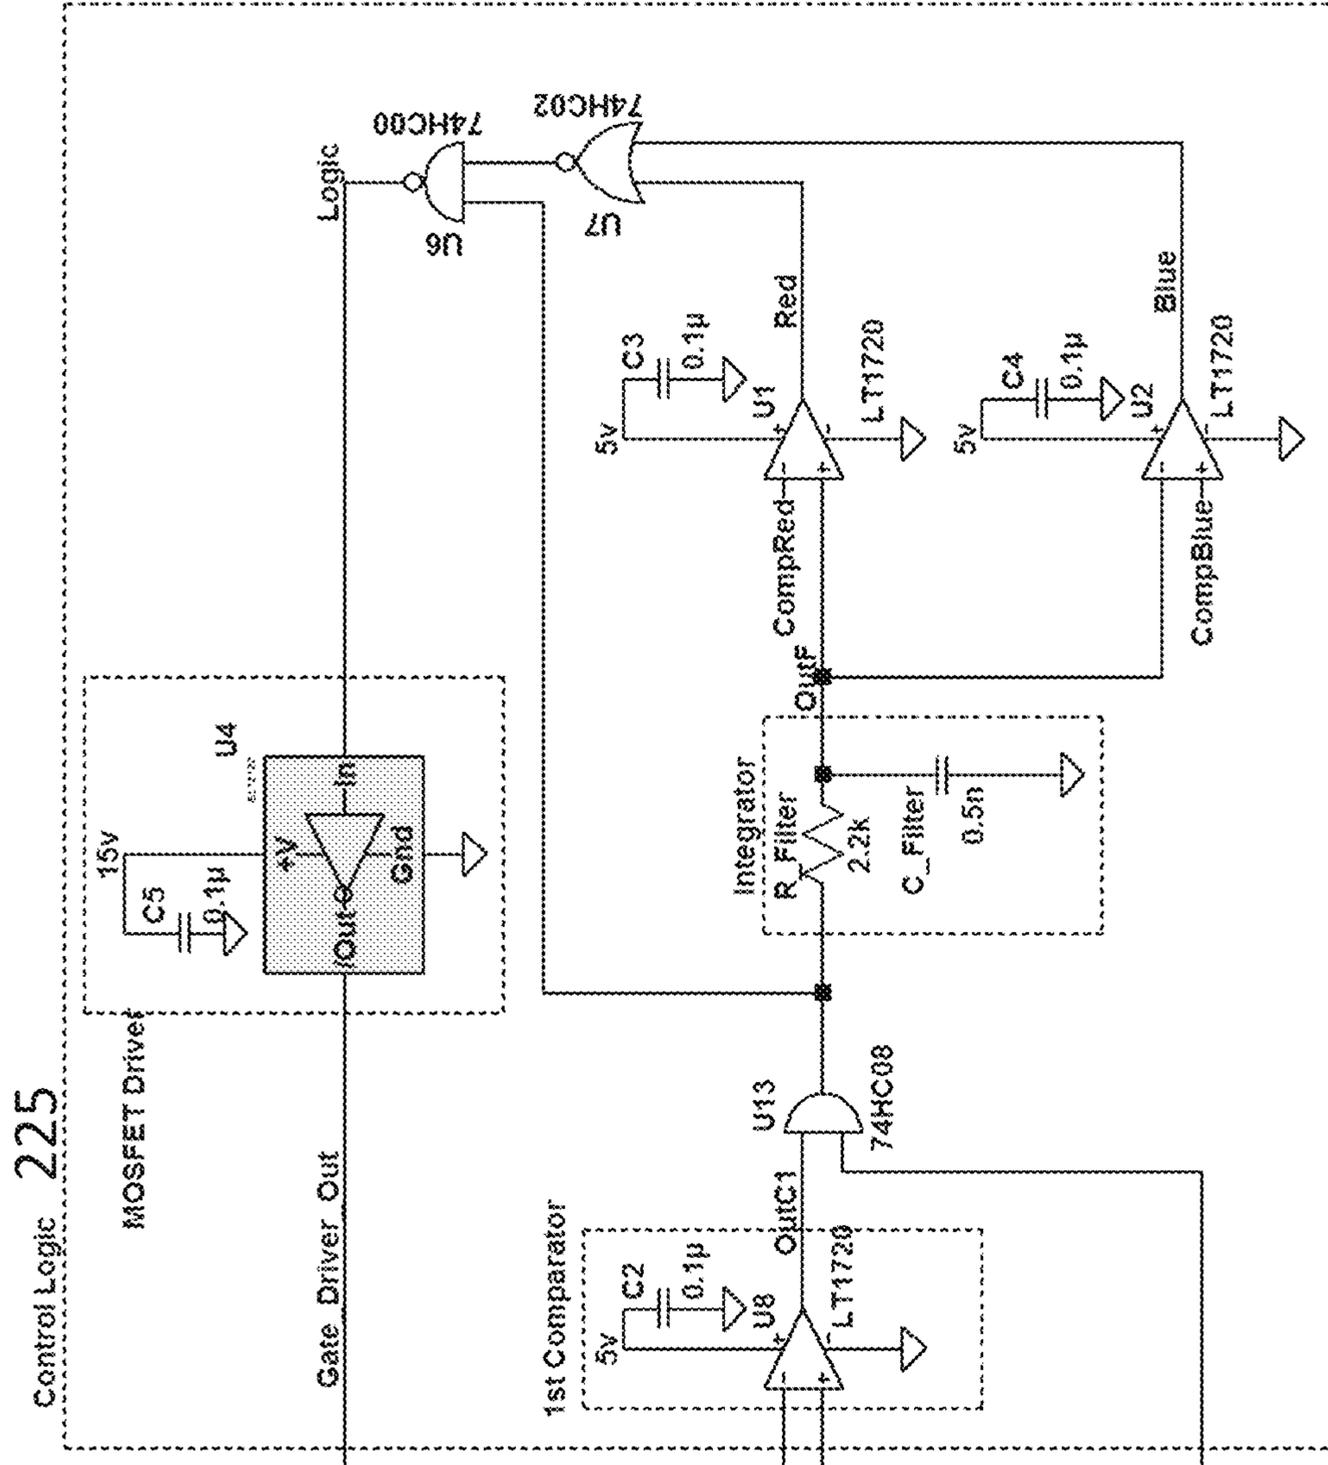 Control Logic 225
MOSFET Driver
Gate Driver Out
15v
C5
0.1µ
U4
+V
In
/Out
Gnd
Logic
74HC00
U6
74HC02
U7
1st Comparator
5v
C2
0.1µ
U8
LT1720
OutC1
U13
74HC08
Integrator
R_Filter
2.2k
C_Filter
0.5n
OutF
CompRed
5v
C3
0.1µ
U1
LT1720
Red
CompBlue
5v
C4
0.1µ
U2
LT1720
Blue